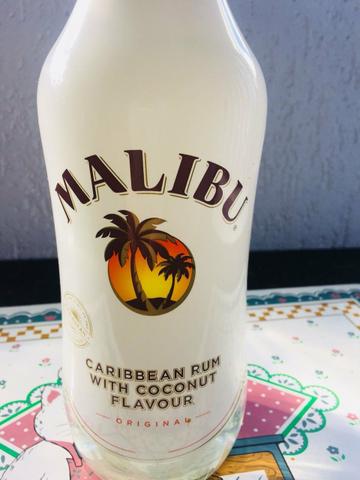 MALIBU
CARIBBEAN RUM
WITH COCONUT
FLAVOUR
ORIGINAL